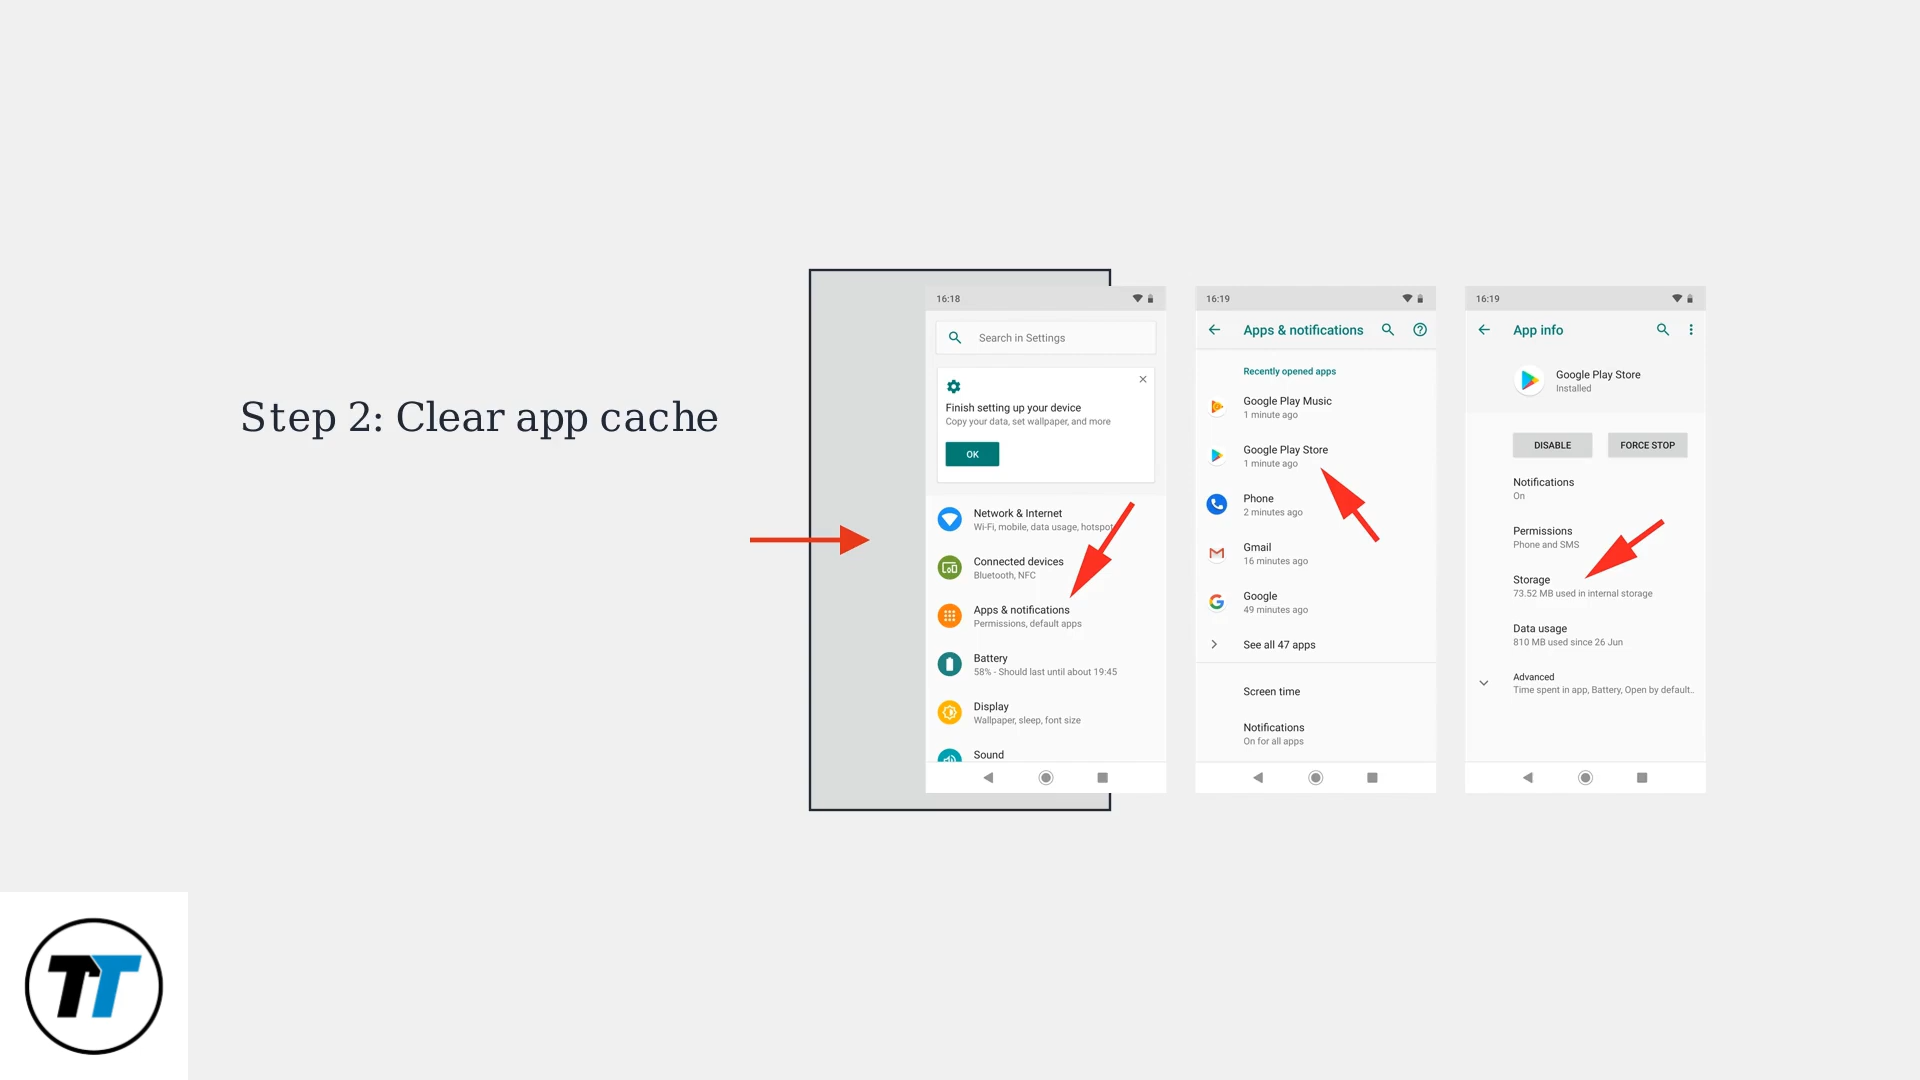 Step 2: Clear app cache
16:18
Search in Settings
Finish setting up your device
Copy your data, set wallpaper, and more
OK
Network & Internet
Wi-Fi, mobile, data usage, hotspot
Connected devices
Bluetooth, NFC
Apps & notifications
Permissions, default apps
Battery
58% - Should last until about 19:45
Display
Wallpaper, sleep, font size
Sound
16:19
Apps & notifications
Recently opened apps
Google Play Music
1 minute ago
Google Play Store
1 minute ago
Phone
2 minutes ago
Gmail
16 minutes ago
Google
49 minutes ago
See all 47 apps
Screen time
Notifications
On for all apps
16:19
App info
Google Play Store
Installed
DISABLE
FORCE STOP
Notifications
On
Permissions
Phone and SMS
Storage
73.52 MB used in internal storage
Data usage
810 MB used since 26 Jun
Advanced
Time spent in app, Battery, Open by default..
TT